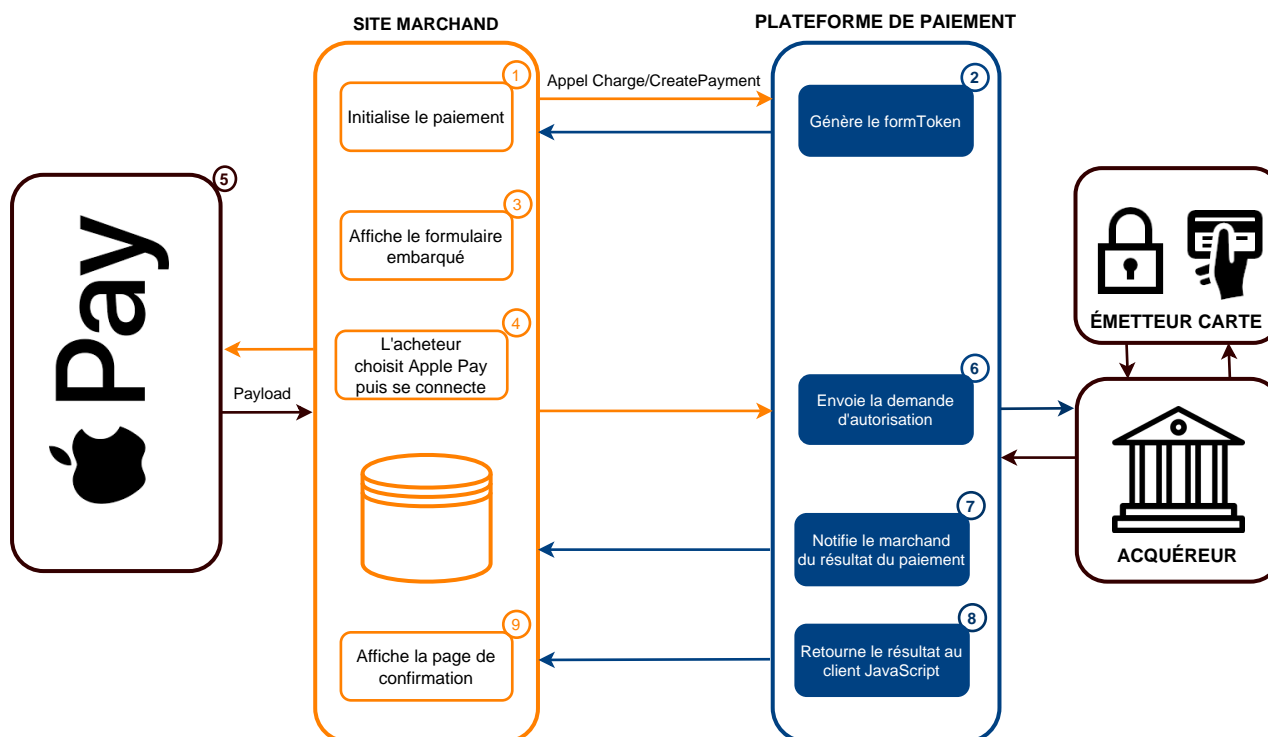 SITE MARCHAND
PLATEFORME DE PAIEMENT
1
Initialise le paiement
Appel Charge/CreatePayment
2
Génère le formToken
3
Affiche le formulaire
embarqué
4
L'acheteur
choisit Apple Pay
puis se connecte
5
Pay
Payload
6
Envoie la demande
d'autorisation
ÉMETTEUR CARTE
ACQUÉREUR
7
Notifie le marchand
du résultat du paiement
8
Retourne le résultat au
client JavaScript
9
Affiche la page de
confirmation